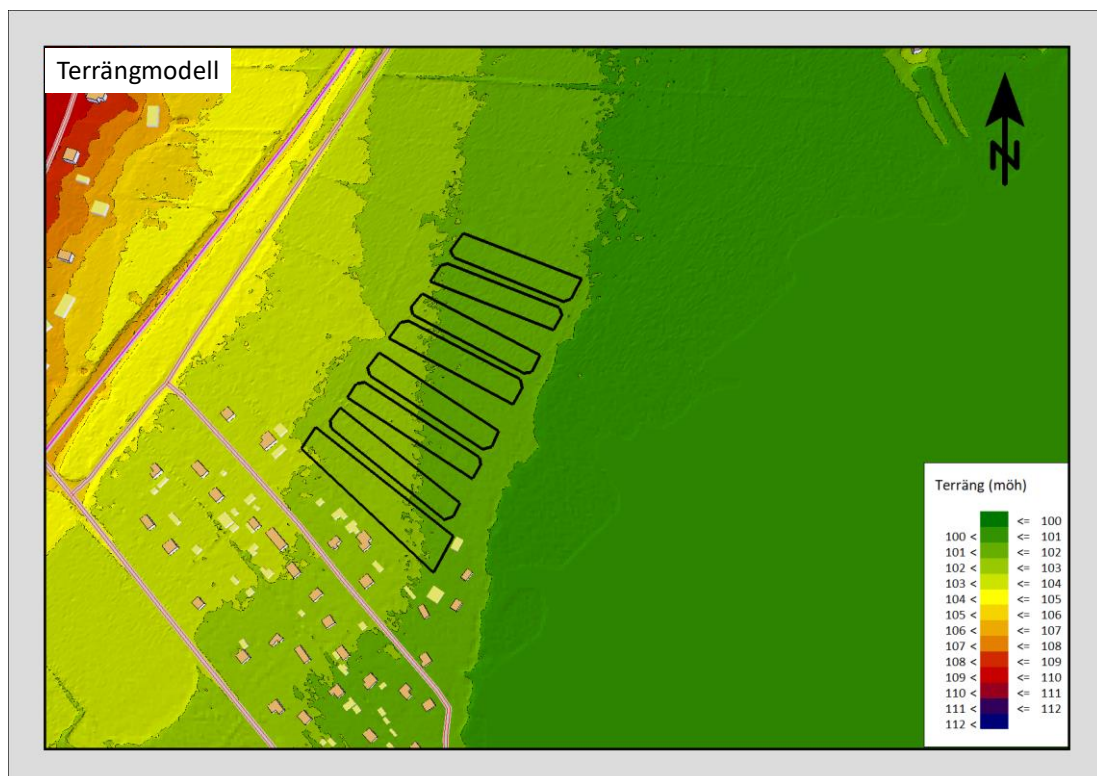 Terrängmodell
N
Terräng (möh)
<= 100
100 < <= 101
101 < <= 102
102 < <= 103
103 < <= 104
104 < <= 105
105 < <= 106
106 < <= 107
107 < <= 108
108 < <= 109
109 < <= 110
110 < <= 111
111 < <= 112
112 <